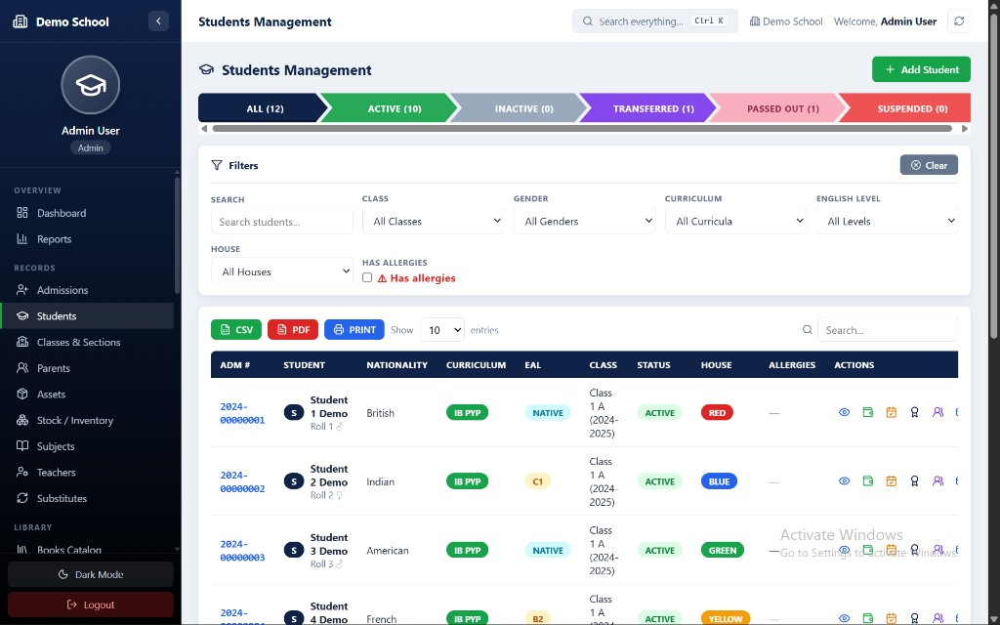 Demo School
Admin User
Admin
OVERVIEW
Dashboard
Reports
RECORDS
Admissions
Students
Classes & Sections
Parents
Assets
Stock / Inventory
Subjects
Teachers
Substitutes
LIBRARY
Books Catalog
Dark Mode
Logout
Students Management
Search everything... Ctrl K
Demo School
Welcome, Admin User
Students Management
+ Add Student
ALL (12) ACTIVE (10) INACTIVE (0) TRANSFERRED (1) PASSED OUT (1) SUSPENDED (0)
Filters
Clear
SEARCH CLASS GENDER CURRICULUM ENGLISH LEVEL
Search students... All Classes All Genders All Curricula All Levels
HOUSE HAS ALLERGIES
All Houses ⚠ Has allergies
CSV PDF PRINT Show 10 entries Search...
ADM # STUDENT NATIONALITY CURRICULUM EAL CLASS STATUS HOUSE ALLERGIES ACTIONS
2024-
00000001
S
Student
1 Demo
Roll 1 ♂
British
IB PYP
NATIVE
Class
1 A
(2024-
2025)
ACTIVE
RED
—
2024-
00000002
S
Student
2 Demo
Roll 2 ♀
Indian
IB PYP
C1
Class
1 A
(2024-
2025)
ACTIVE
BLUE
—
2024-
00000003
S
Student
3 Demo
Roll 3 ♂
American
IB PYP
NATIVE
Class
1 A
(2024-
2025)
ACTIVE
GREEN
—
Activate Windows
Go to Settings to activate Windows.
2024-
S
Student
4 Demo
French
IB PYP
B2
Class
1 A
ACTIVE
YELLOW